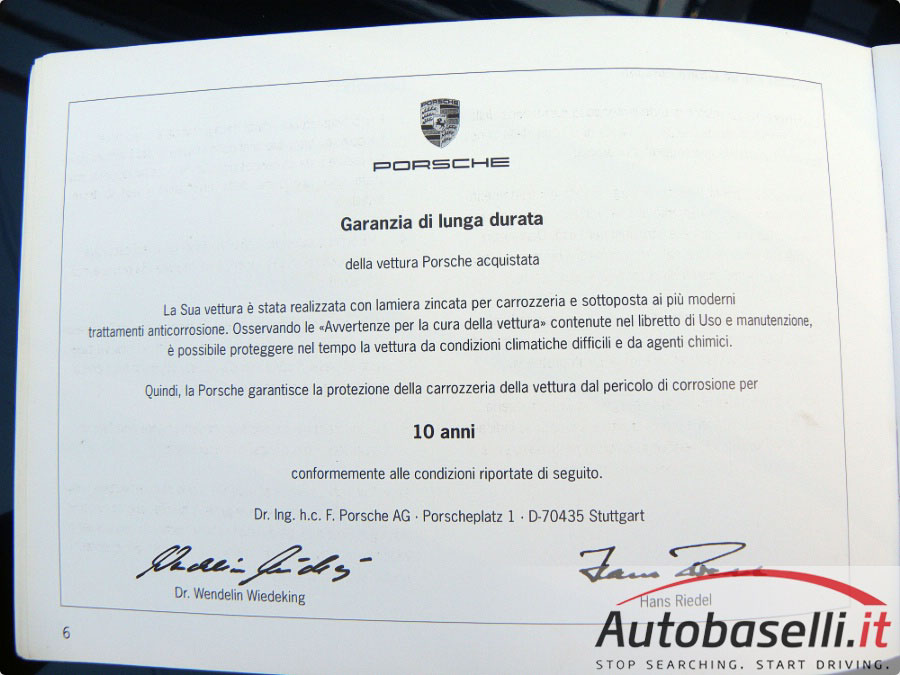 PORSCHE
PORSCHE
Garanzia di lunga durata
della vettura Porsche acquistata
La Sua vettura è stata realizzata con lamiera zincata per carrozzeria e sottoposta ai più moderni
trattamenti anticorrosione. Osservando le «Avvertenze per la cura della vettura» contenute nel libretto di Uso e manutenzione,
è possibile proteggere nel tempo la vettura da condizioni climatiche difficili e da agenti chimici.
Quindi, la Porsche garantisce la protezione della carrozzeria della vettura dal pericolo di corrosione per
10 anni
conformemente alle condizioni riportate di seguito.
Dr. Ing. h.c. F. Porsche AG · Porscheplatz 1 · D-70435 Stuttgart
Dr. Wendelin Wiedeking
Hans Riedel
6
Autobaselli.it
STOP SEARCHING. START DRIVING.